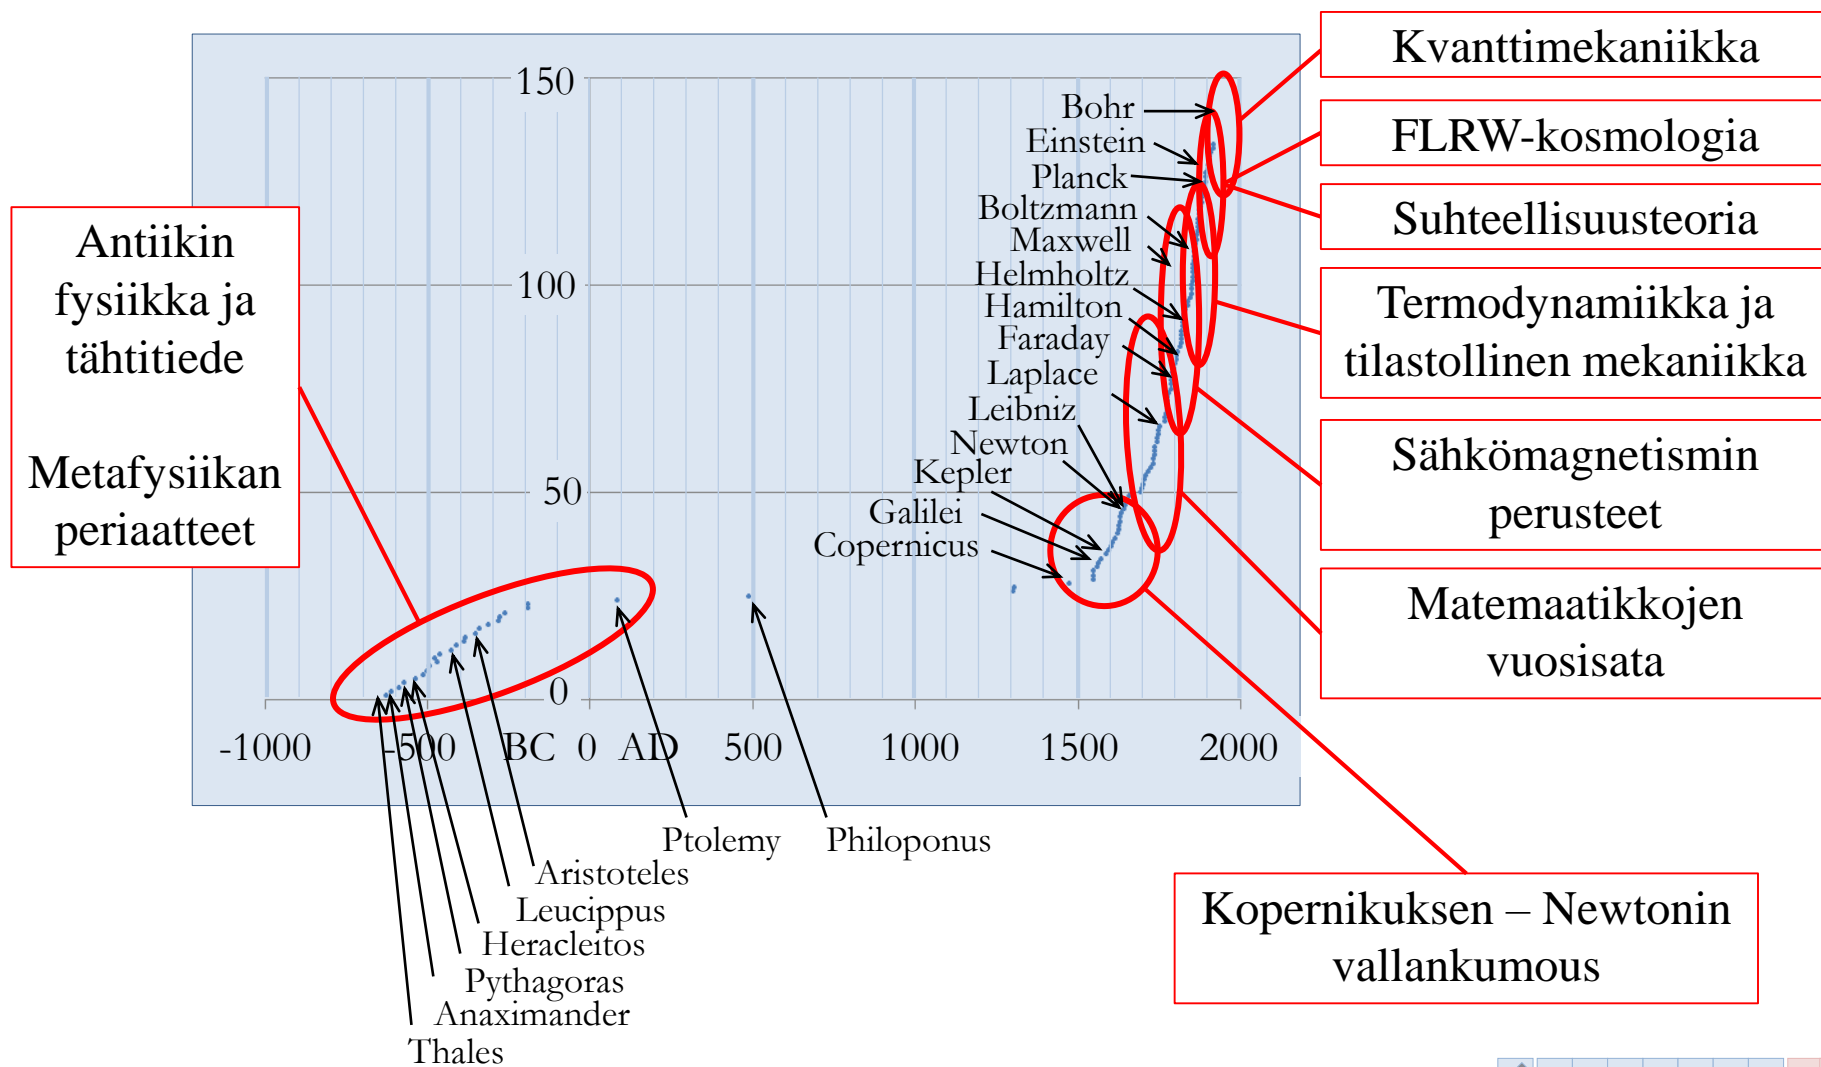 Kvanttimekaniikka
FLRW-kosmologia
Suhteellisuusteoria
Termodynamiikka ja
tilastollinen mekaniikka
Sähkömagnetismin
perusteet
Matemaatikkojen
vuosisata
Kopernikuksen – Newtonin
vallankumous
Antiikin
fysiikka ja
tähtitiede
Metafysiikan
periaatteet
150
100
50
0
Bohr
Einstein
Planck
Boltzmann
Maxwell
Helmholtz
Hamilton
Faraday
Laplace
Leibniz
Newton
Kepler
Galilei
Copernicus
-1000 -500 BC 0 AD 500 1000 1500 2000
Ptolemy Philoponus
Aristoteles
Leucippus
Heracleitos
Pythagoras
Anaximander
Thales